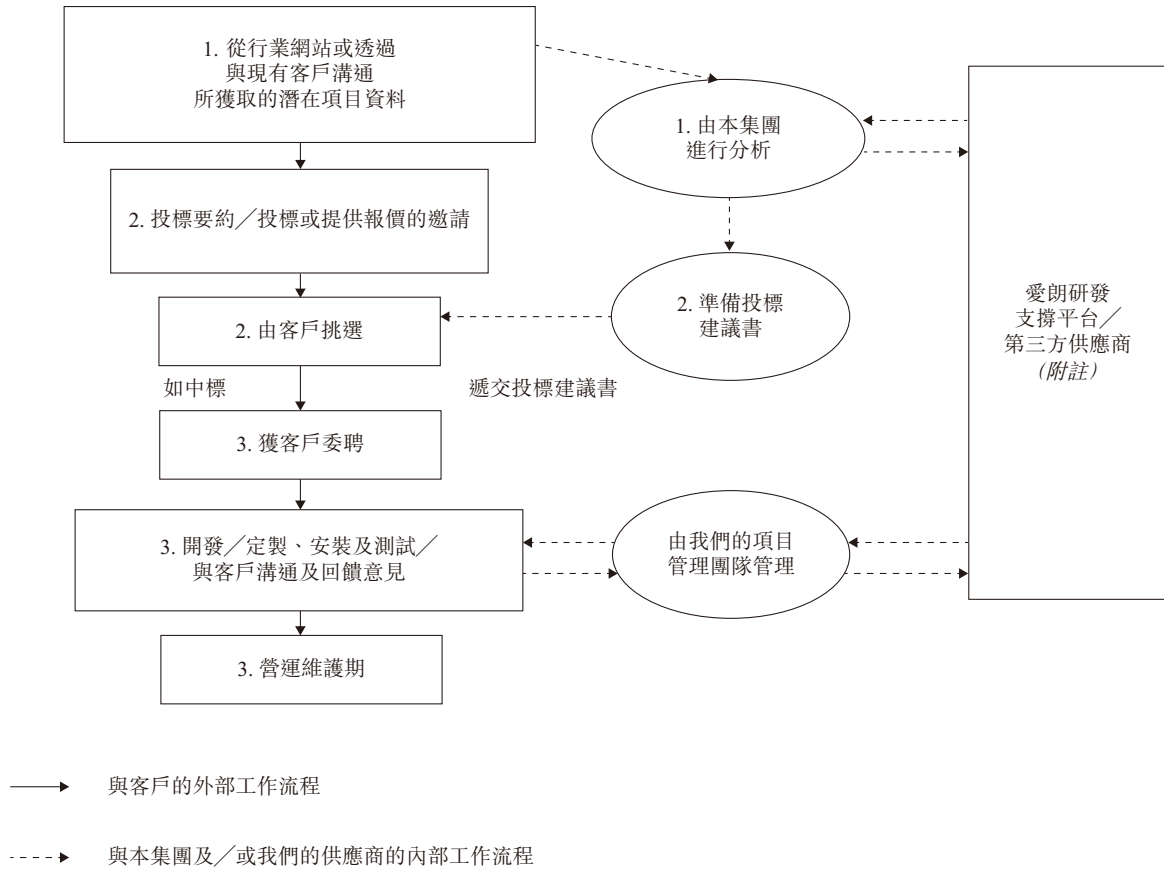 1. 從行業網站或透過
與現有客戶溝通
所獲取的潛在項目資料
1. 由本集團
進行分析
2. 投標要約／投標或提供報價的邀請
2. 由客戶挑選
2. 準備投標
建議書
愛朗研發
支撐平台／
第三方供應商
(附註)
如中標
遞交投標建議書
3. 獲客戶委聘
3. 開發／定製、安裝及測試／
與客戶溝通及回饋意見
由我們的項目
管理團隊管理
3. 營運維護期
與客戶的外部工作流程
與本集團及／或我們的供應商的內部工作流程